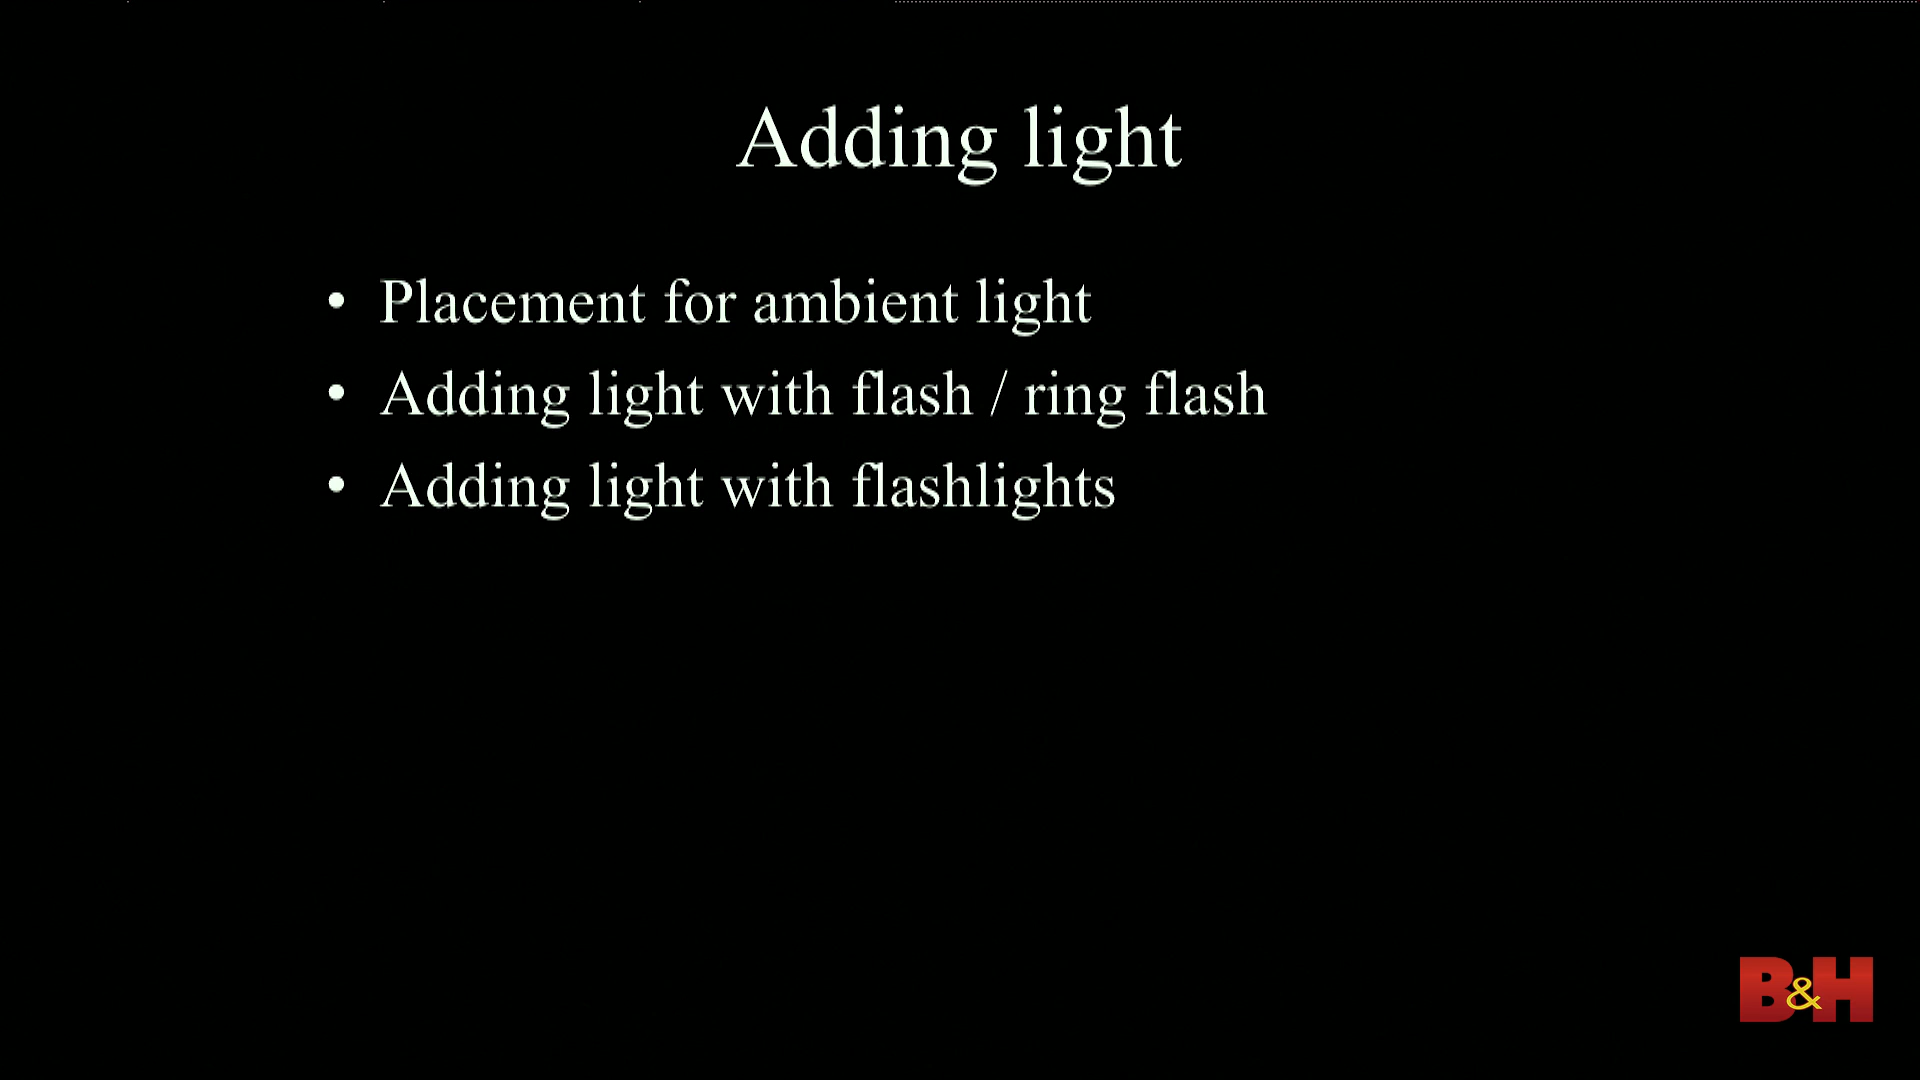 Adding light
• Placement for ambient light
• Adding light with flash / ring flash
• Adding light with flashlights
B&H